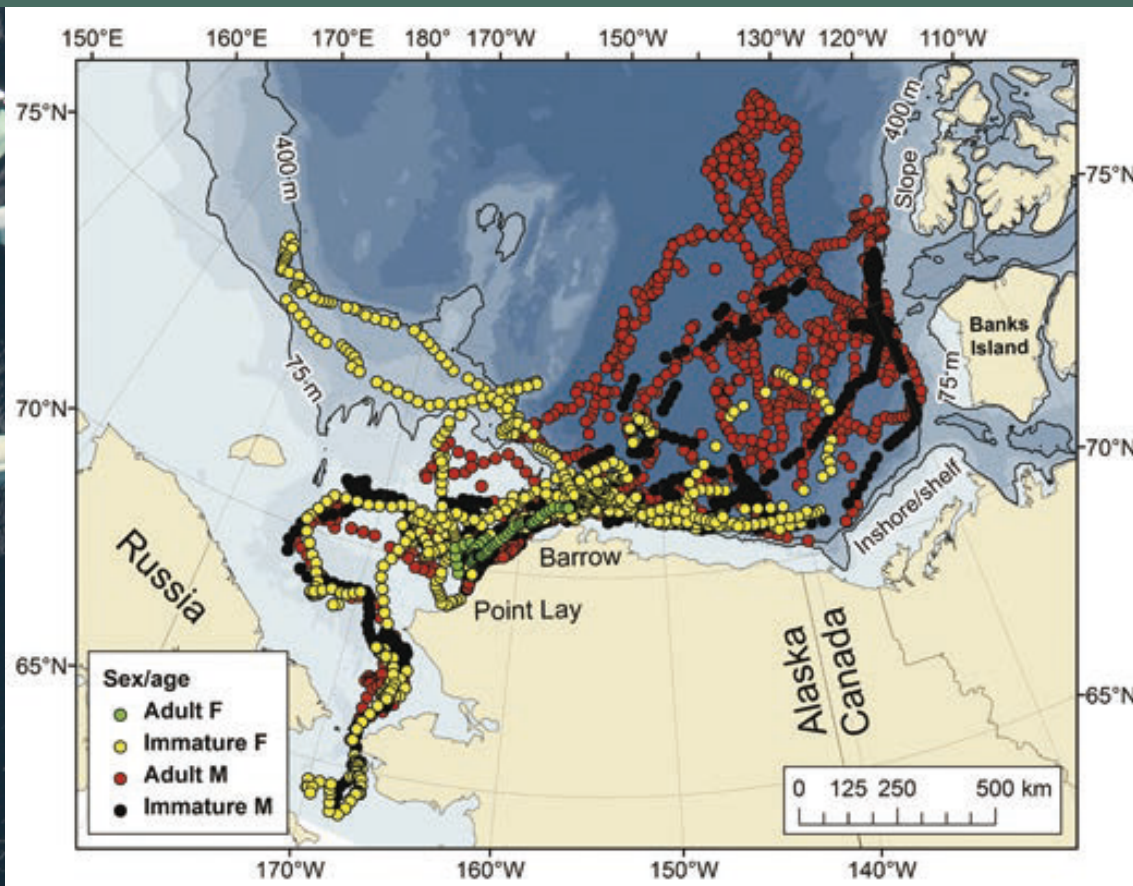 150°E 160°E 170°E 180° 170°W 150°W 130°W 120°W 110°W
75°N
400 m
400 m
Slope
75°N
Banks
Island
75 m
75 m
70°N
70°N
Inshore/shelf
Russia
Barrow
Point Lay
Alaska
Canada
65°N
65°N
Sex/age
Adult F
Immature F
Adult M
Immature M
0 125 250 500 km
170°W 160°W 150°W 140°W